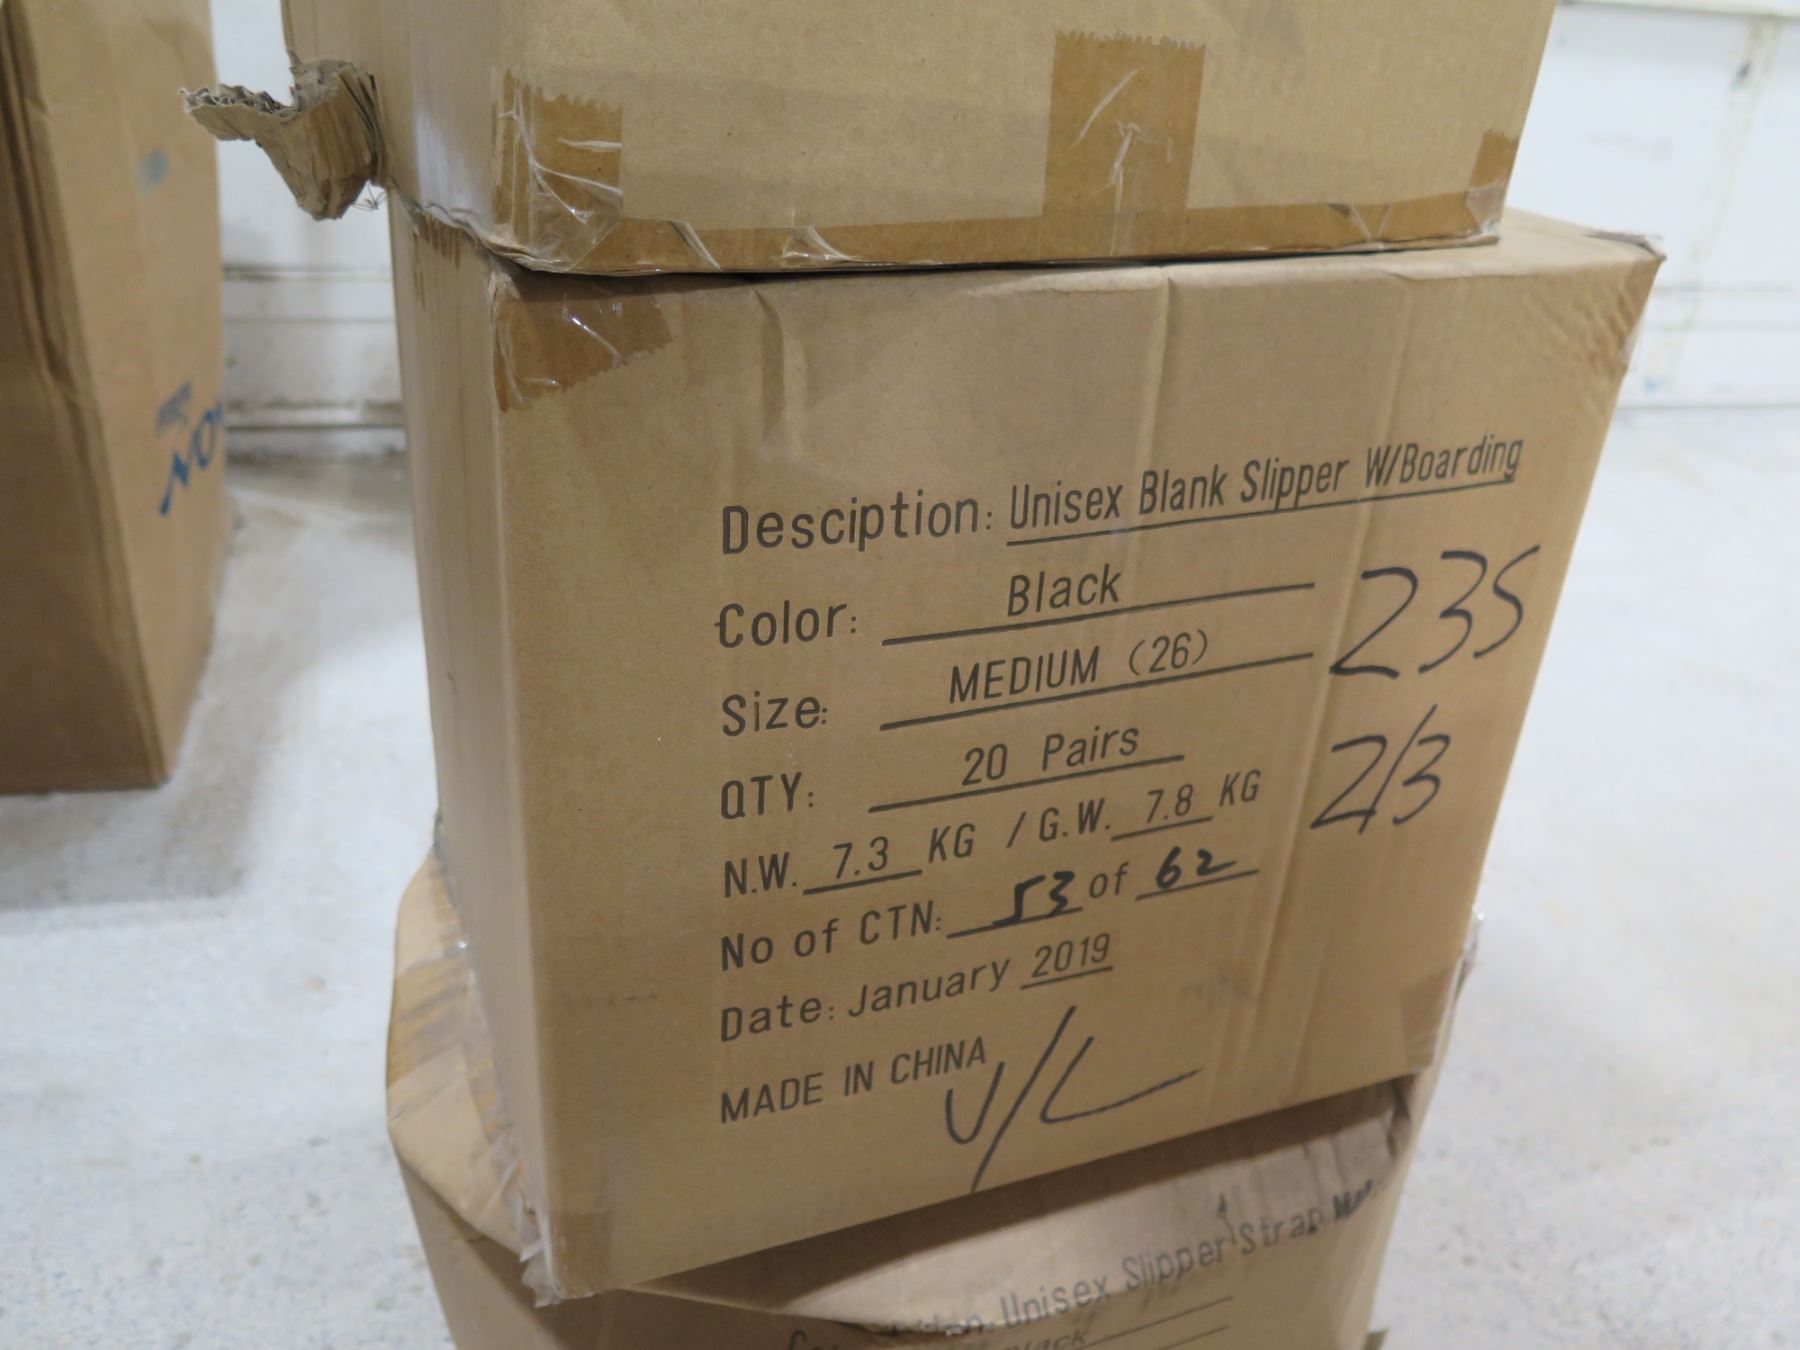 Desciption: Unisex Blank Slipper W/Boarding
Color: Black
Size: MEDIUM (26)
235
QTY: 20 Pairs
2/3
N.W. 7.3 KG / G.W. 7.8 KG
No of CTN: 53 of 62
Date: January 2019
MADE IN CHINA
V/L
Unisex Slipper Strap
Black